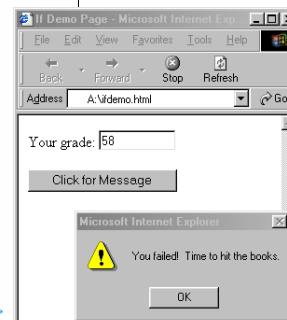 If Demo Page - Microsoft Internet Exp...
File Edit View Favorites Tools Help
Back Forward Stop Refresh
Address A:\ifdemo.html Go
Your grade: 58
Click for Message
Microsoft Internet Explorer
You failed! Time to hit the books.
OK